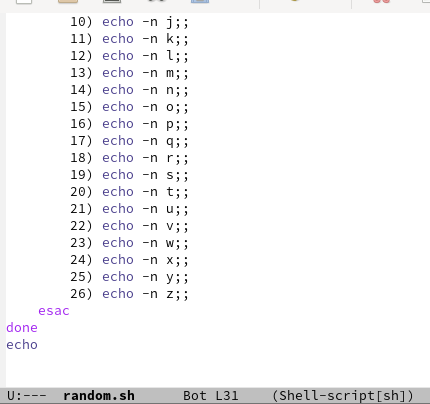 10) echo -n j;;
11) echo -n k;;
12) echo -n l;;
13) echo -n m;;
14) echo -n n;;
15) echo -n o;;
16) echo -n p;;
17) echo -n q;;
18) echo -n r;;
19) echo -n s;;
20) echo -n t;;
21) echo -n u;;
22) echo -n v;;
23) echo -n w;;
24) echo -n x;;
25) echo -n y;;
26) echo -n z;;
esac
done
echo
U:--- random.sh Bot L31 (Shell-script[sh])